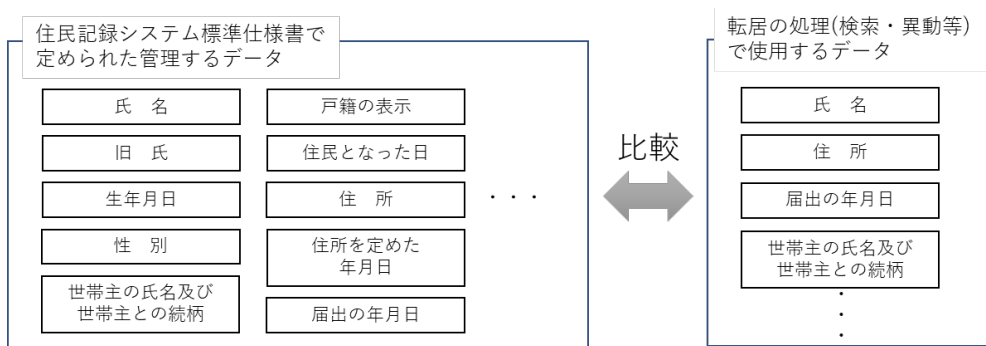 住民記録システム標準仕様書で
定められた管理するデータ
氏　名
旧　氏
生年月日
性　別
世帯主の氏名及び
世帯主との続柄
戸籍の表示
住民となった日
住　所
住所を定めた
年月日
届出の年月日
・・・
比較
転居の処理(検索・異動等)
で使用するデータ
氏　名
住　所
届出の年月日
世帯主の氏名及び
世帯主との続柄
・
・
・